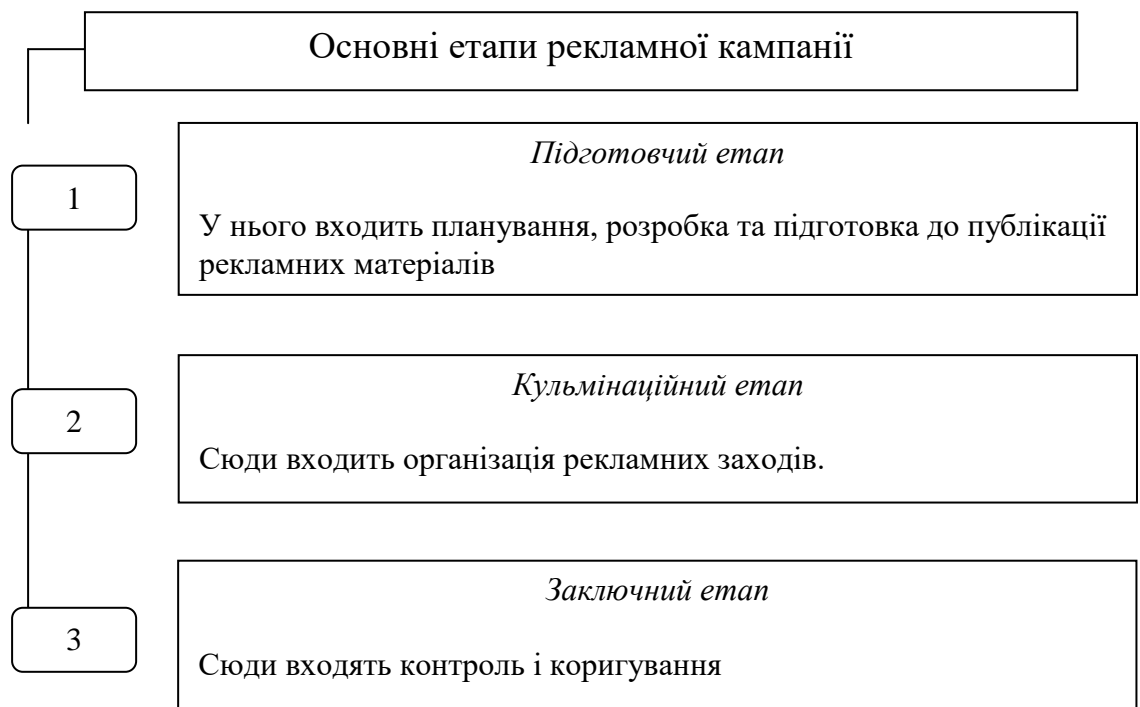 Основні етапи рекламної кампанії
1
Підготовчий етап
У нього входить планування, розробка та підготовка до публікації
рекламних матеріалів
2
Кульмінаційний етап
Сюди входить організація рекламних заходів.
3
Заключний етап
Сюди входять контроль і коригування